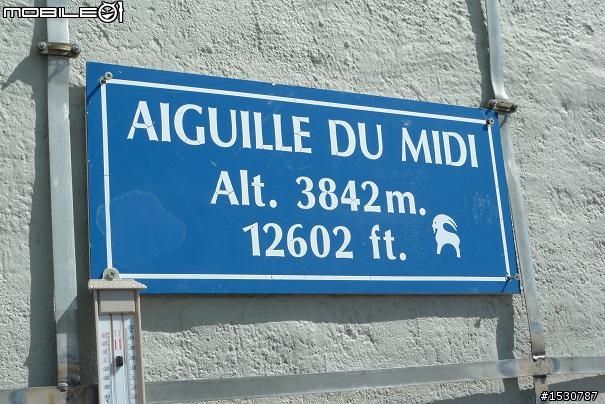 mobile01
AIGUILLE DU MIDI
Alt. 3842m.
12602 ft.
#1530787